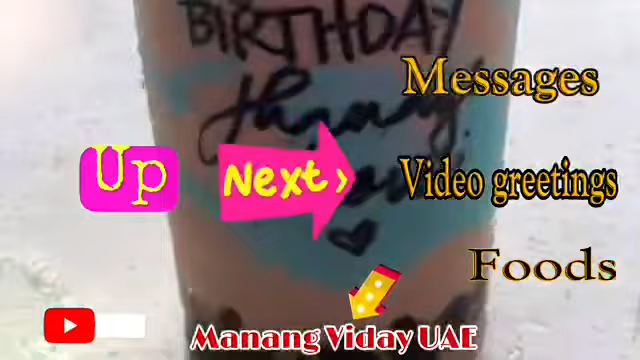 BIRTHDAY
Messages
Up
Next ›
Video greetings
Foods
Manang Viday UAE